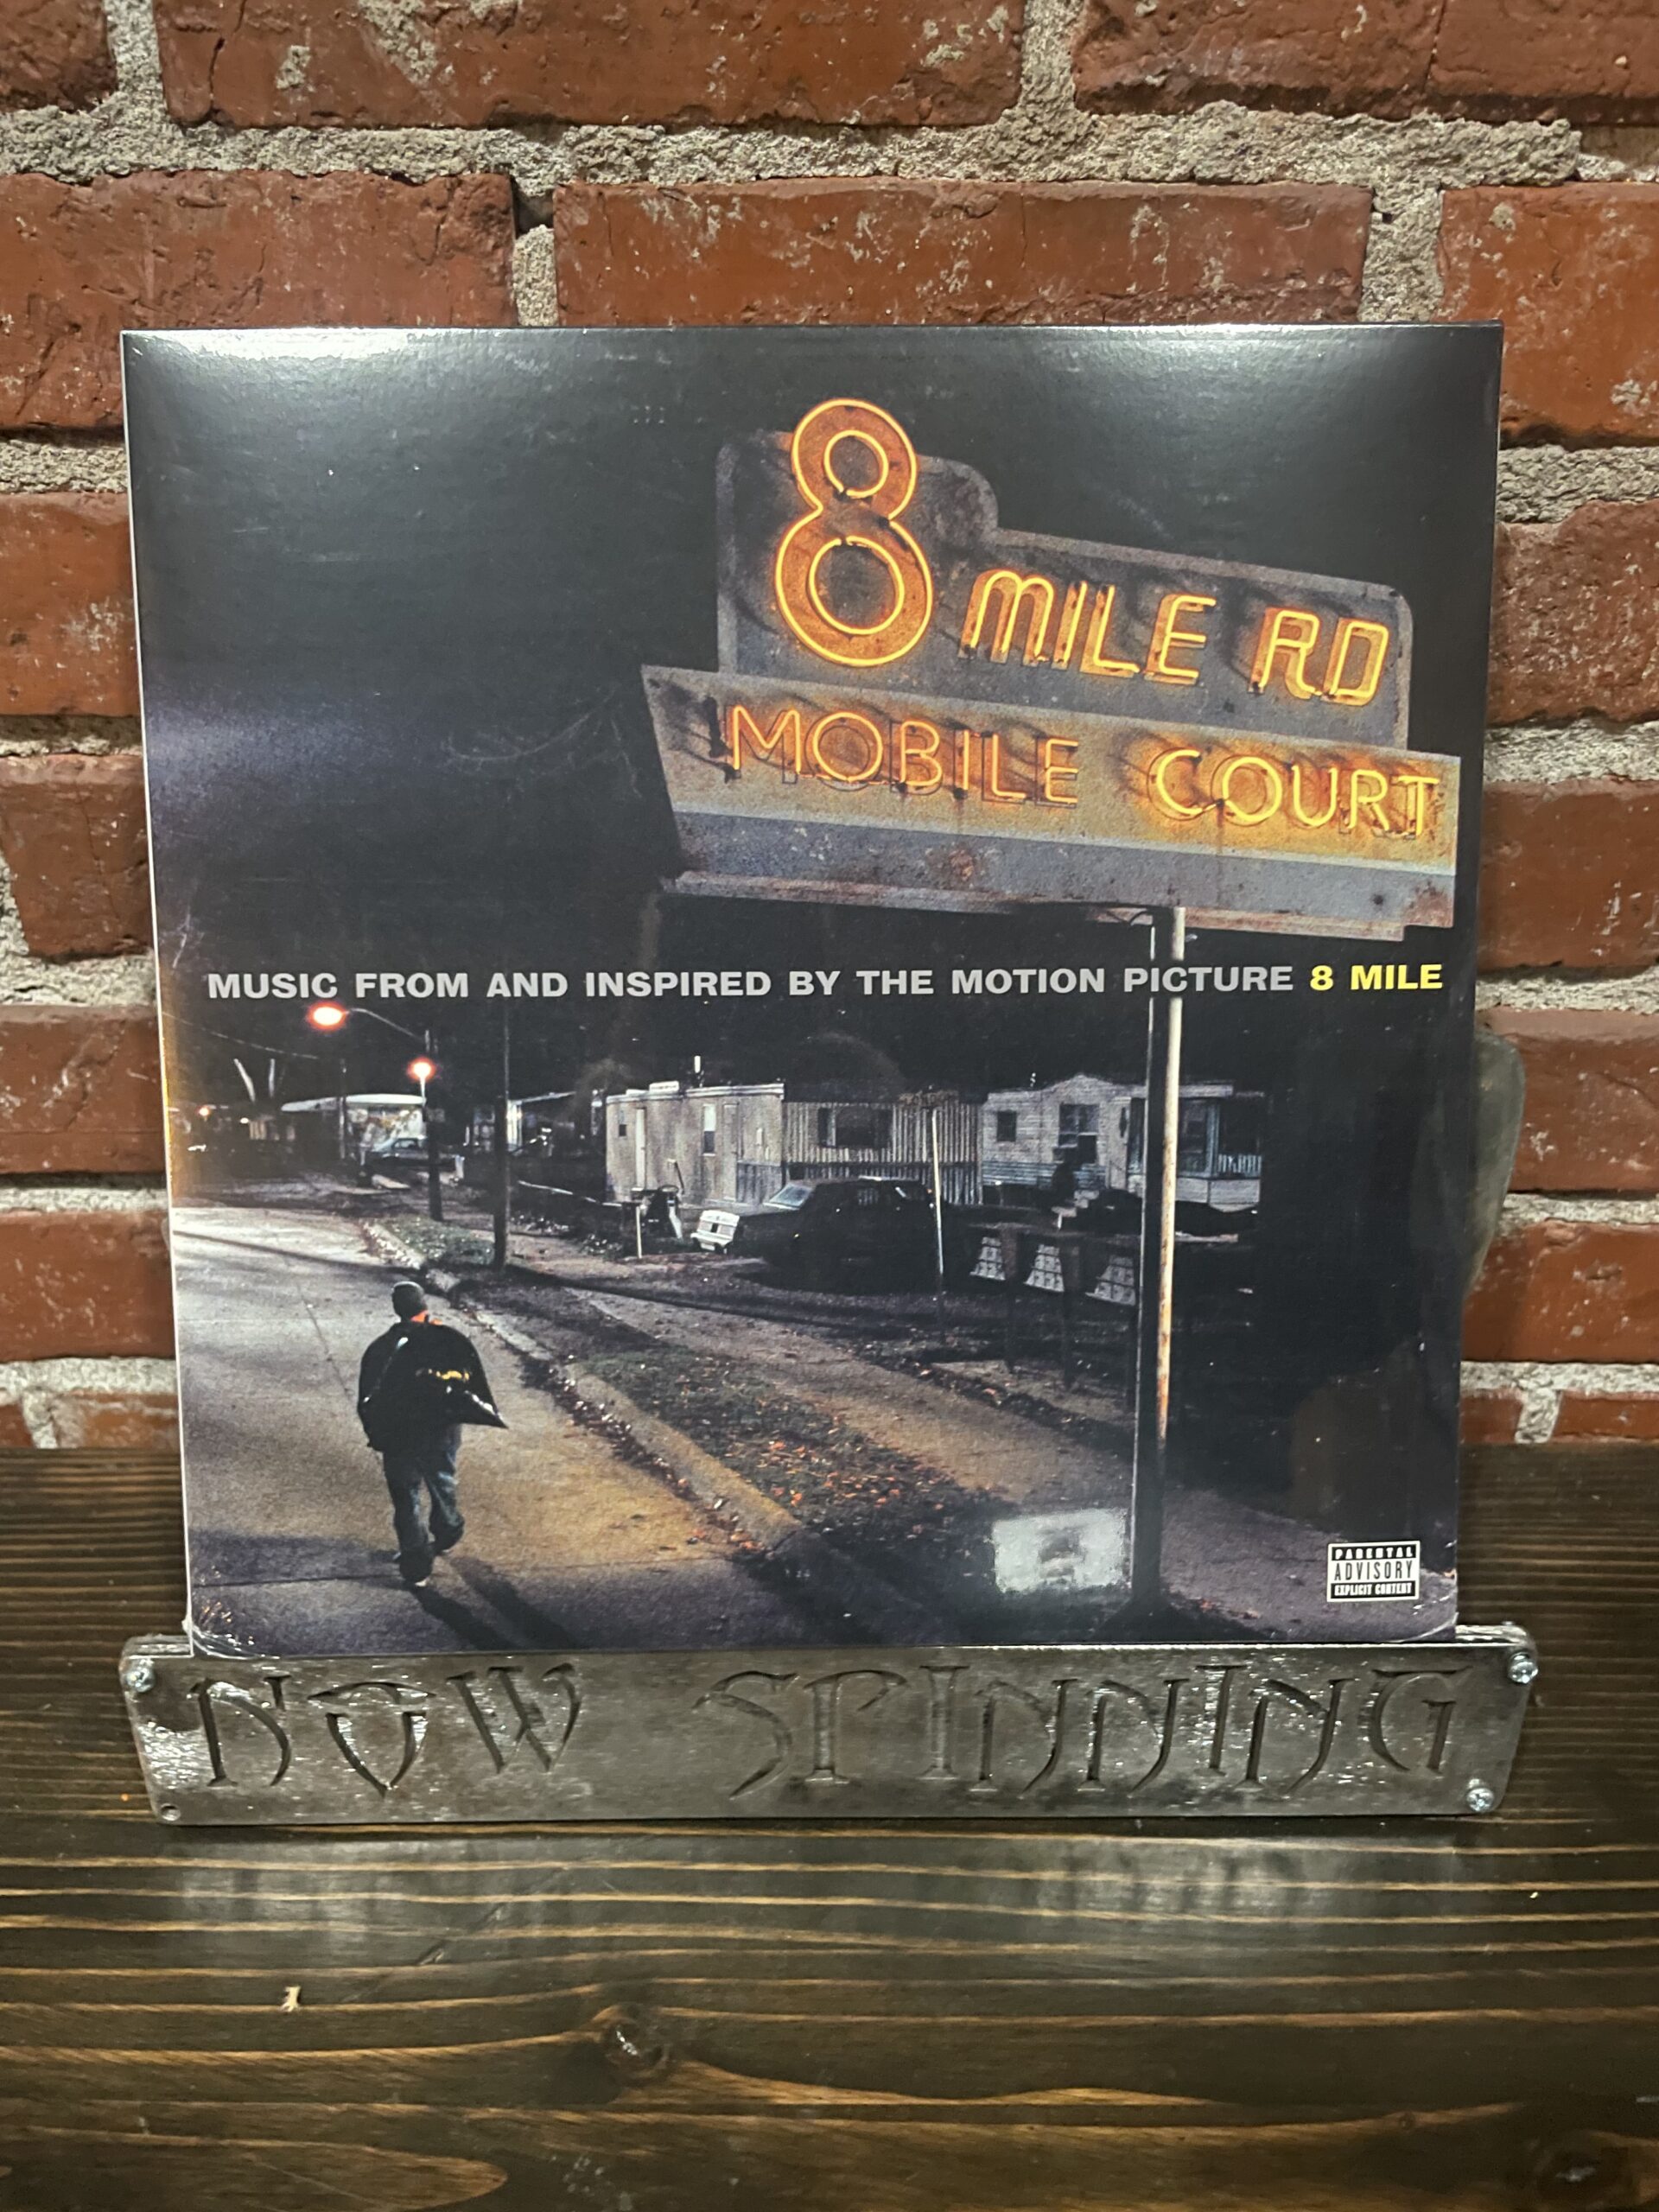 8 MILE RD
MOBILE COURT
MUSIC FROM AND INSPIRED BY THE MOTION PICTURE 8 MILE
PARENTAL
ADVISORY
EXPLICIT CONTENT
NOW SPINNING